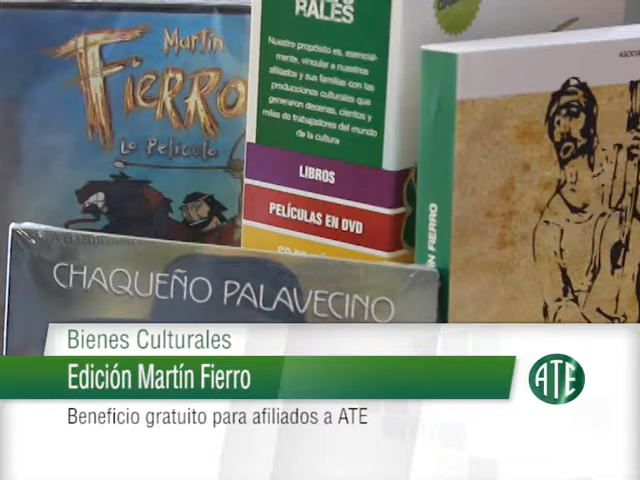 RALES
Nuestro propósito es, esencial-
mente, vincular a nuestros
afiliados y sus familias con las
producciones culturales que
generaron decenas, cientos y
miles de trabajadores del mundo
de la cultura
LIBROS
PELÍCULAS EN DVD
Martín
FIERRO
La Película
ASOCIA
FIERRO
CHAQUEÑO PALAVECINO
Bienes Culturales
Edición Martín Fierro
Beneficio gratuito para afiliados a ATE
ATE